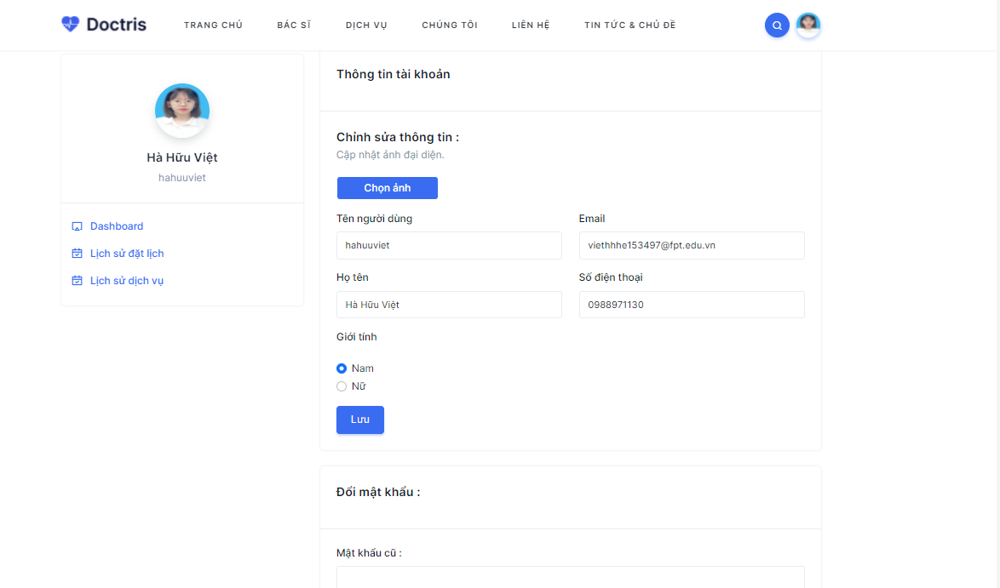 Doctris
TRANG CHỦ
BÁC SĨ
DỊCH VỤ
CHÚNG TÔI
LIÊN HỆ
TIN TỨC & CHỦ ĐỀ
Hà Hữu Việt
hahuuviet
Dashboard
Lịch sử đặt lịch
Lịch sử dịch vụ
Thông tin tài khoản
Chỉnh sửa thông tin :
Cập nhật ảnh đại diện.
Chọn ảnh
Tên người dùng
Email
hahuuviet
viethhhe153497@fpt.edu.vn
Họ tên
Số điện thoại
Hà Hữu Việt
0988971130
Giới tính
Nam
Nữ
Lưu
Đổi mật khẩu :
Mật khẩu cũ :